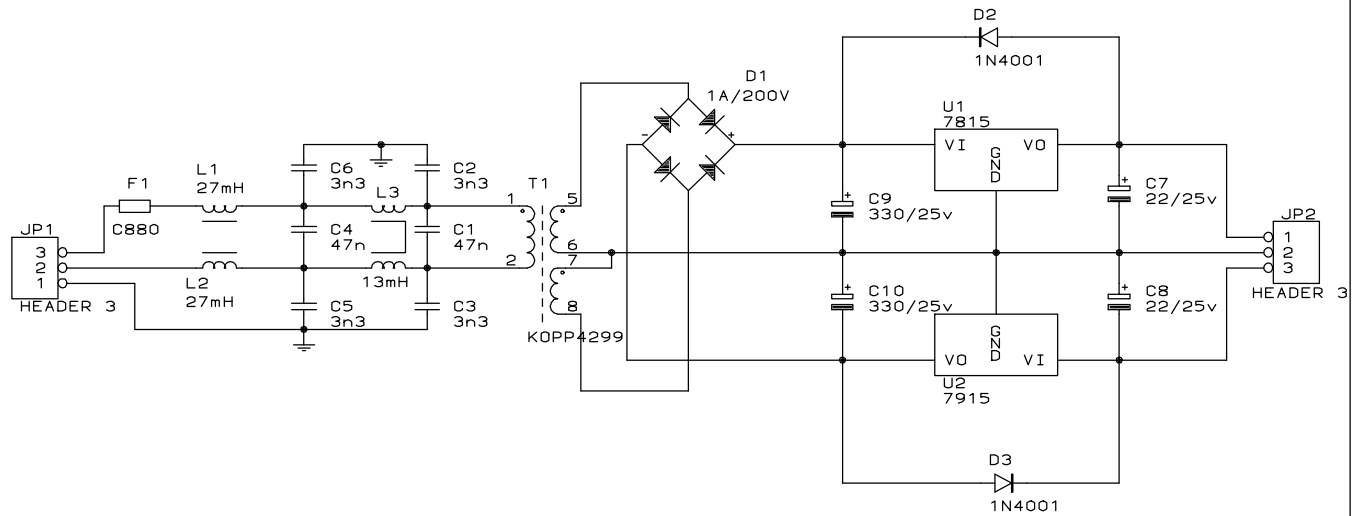 D2
1N4001
D1
1A/200V
-
+
U1
7815
VI
GND
VO
C9
330/25v
+
C7
22/25v
+
JP1
3
2
1
HEADER 3
F1
C880
L1
27mH
L2
27mH
C6
3n3
C4
47n
C5
3n3
L3
13mH
C2
3n3
C1
47n
C3
3n3
T1
1
2
5
6
7
8
KOPP4299
JP2
1
2
3
HEADER 3
C10
330/25v
+
C8
22/25v
+
VO
GND
VI
U2
7915
D3
1N4001